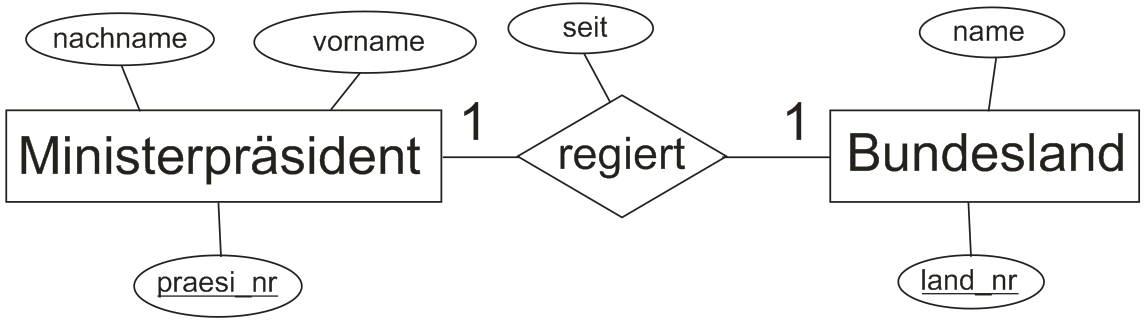 nachname
vorname
seit
name
Ministerpräsident
1
regiert
1
Bundesland
praesi_nr
land_nr